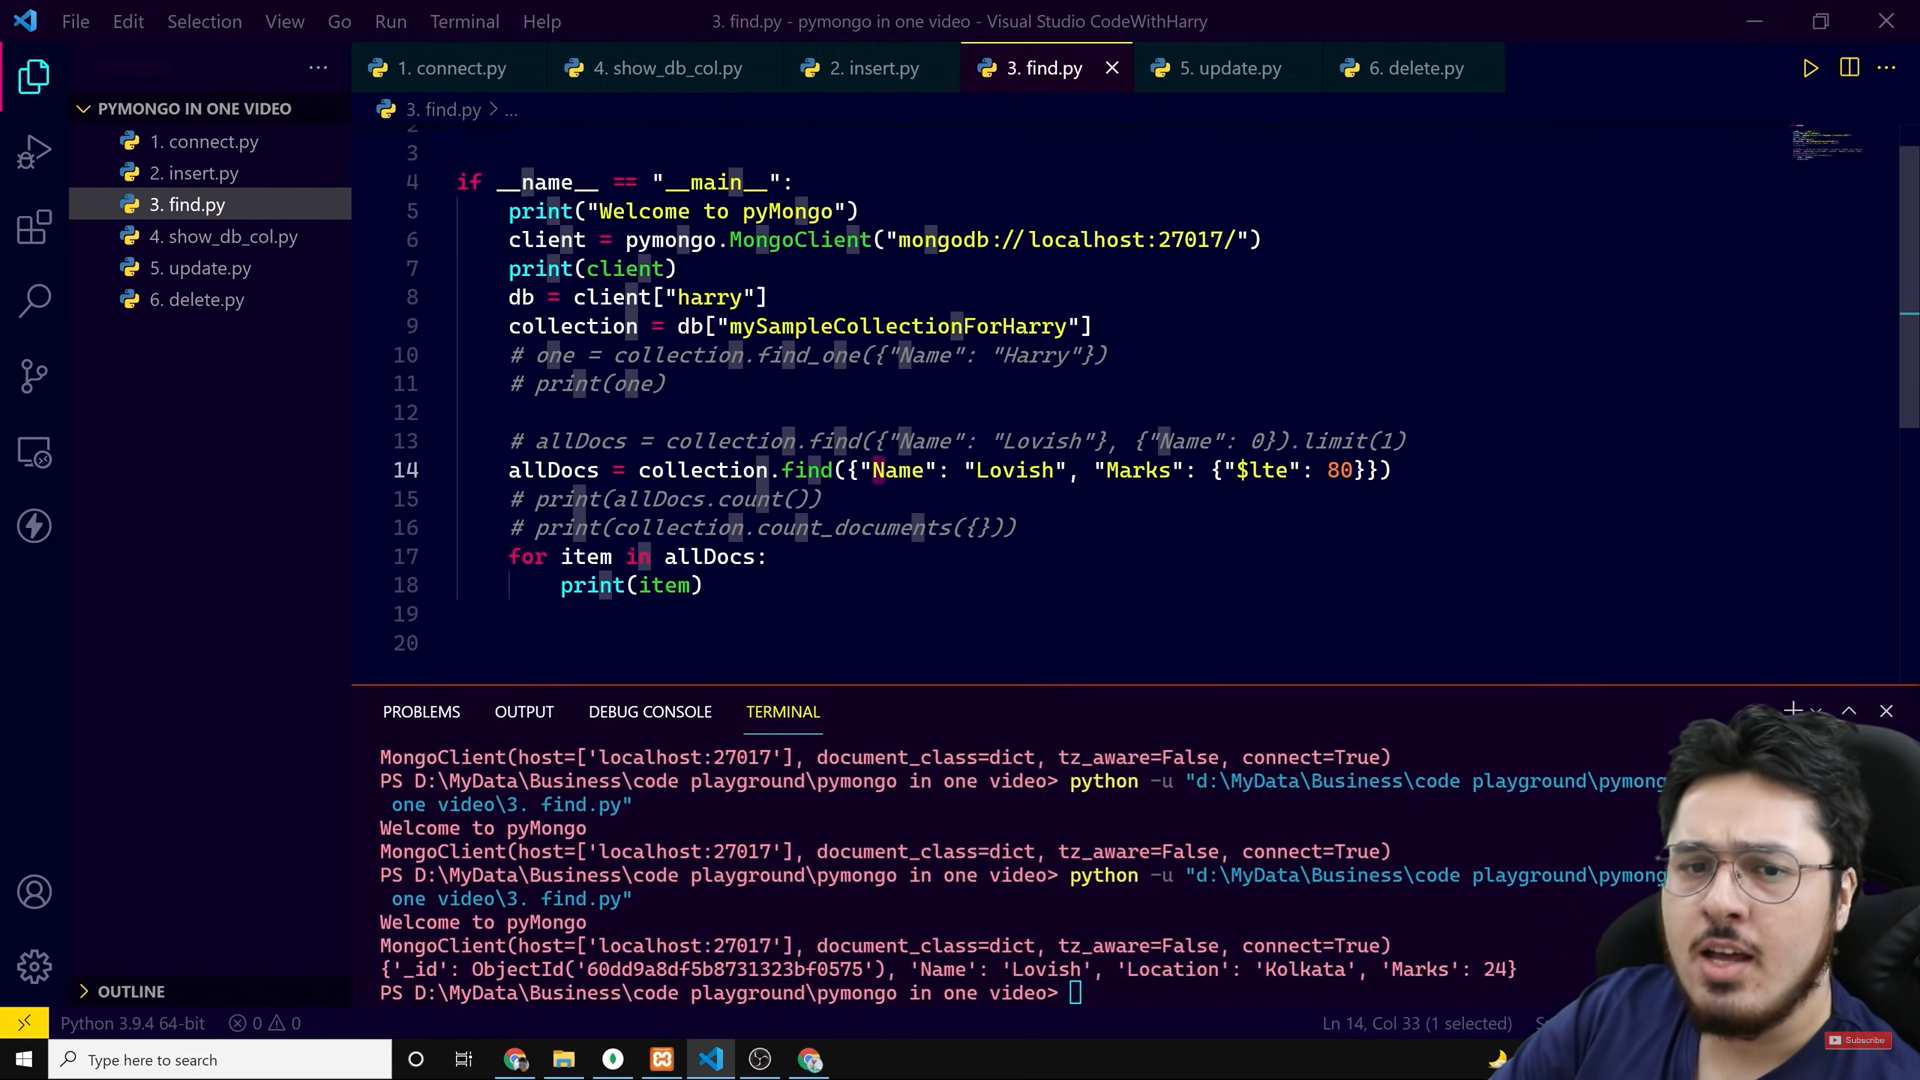 File Edit Selection View Go Run Terminal Help
3. find.py - pymongo in one video - Visual Studio CodeWithHarry
1. connect.py
4. show_db_col.py
2. insert.py
3. find.py
5. update.py
6. delete.py
PYMONGO IN ONE VIDEO
1. connect.py
2. insert.py
3. find.py
4. show_db_col.py
5. update.py
6. delete.py
OUTLINE
3. find.py > ...
2
3
4 if __name__ == "__main__":
5 print("Welcome to pyMongo")
6 client = pymongo.MongoClient("mongodb://localhost:27017/")
7 print(client)
8 db = client["harry"]
9 collection = db["mySampleCollectionForHarry"]
10 # one = collection.find_one({"Name": "Harry"})
11 # print(one)
12
13 # allDocs = collection.find({"Name": "Lovish"}, {"Name": 0}).limit(1)
14 allDocs = collection.find({"Name": "Lovish", "Marks": {"$lte": 80}})
15 # print(allDocs.count())
16 # print(collection.count_documents({}))
17 for item in allDocs:
18 print(item)
19
20
PROBLEMS OUTPUT DEBUG CONSOLE TERMINAL
MongoClient(host=['localhost:27017'], document_class=dict, tz_aware=False, connect=True)
PS D:\MyData\Business\code playground\pymongo in one video> python -u "d:\MyData\Business\code playground\pymong
one video\3. find.py"
Welcome to pyMongo
MongoClient(host=['localhost:27017'], document_class=dict, tz_aware=False, connect=True)
PS D:\MyData\Business\code playground\pymongo in one video> python -u "d:\MyData\Business\code playground\pymong
one video\3. find.py"
Welcome to pyMongo
MongoClient(host=['localhost:27017'], document_class=dict, tz_aware=False, connect=True)
{'_id': ObjectId('60dd9a8df5b8731323bf0575'), 'Name': 'Lovish', 'Location': 'Kolkata', 'Marks': 24}
PS D:\MyData\Business\code playground\pymongo in one video>
Python 3.9.4 64-bit 0 0
Ln 14, Col 33 (1 selected)
Subscribe
Type here to search